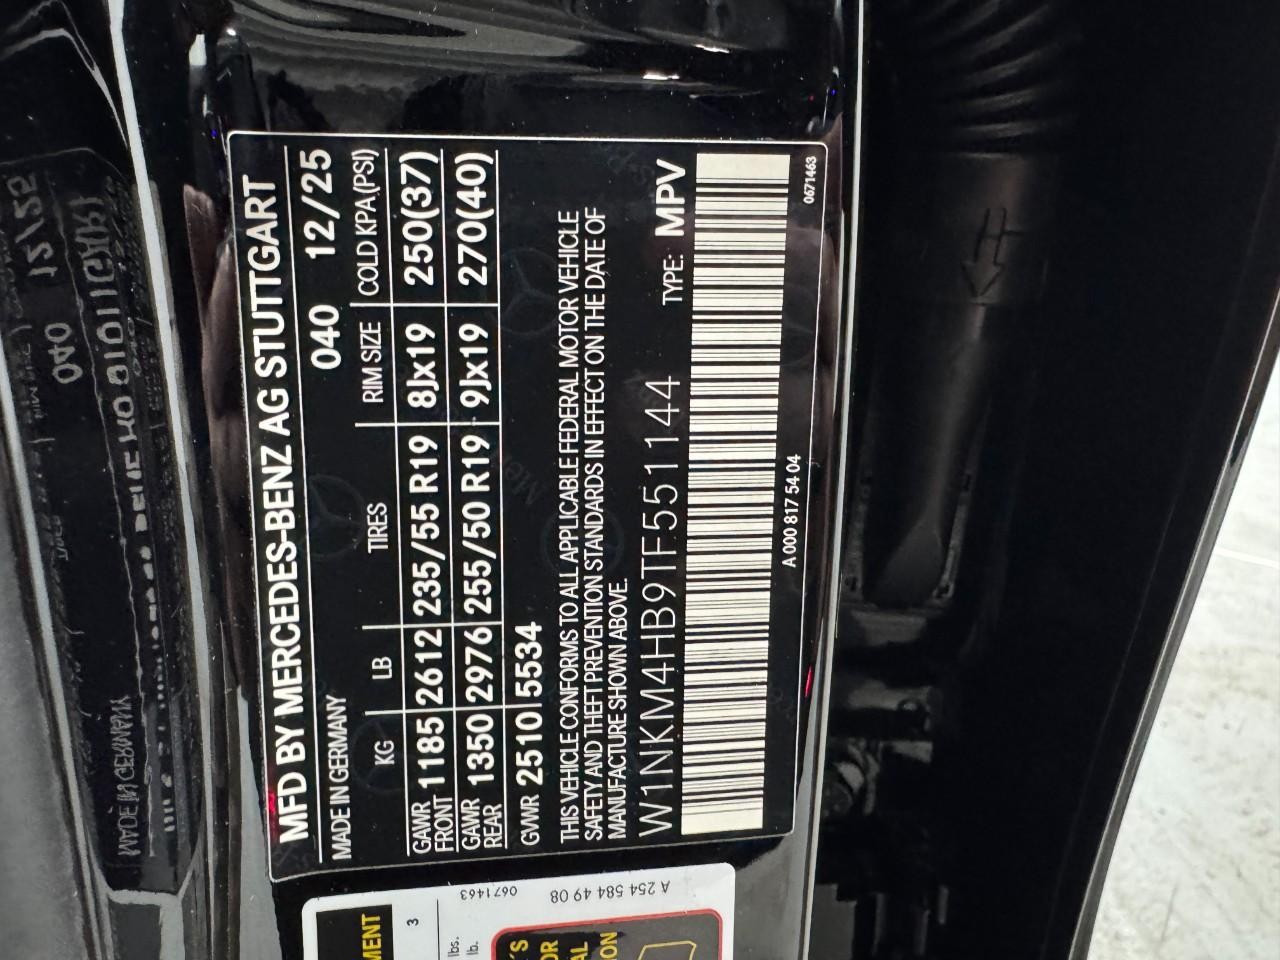 MFD BY MERCEDES-BENZ AG STUTTGART
MADE IN GERMANY 040 12/25
KG LB TIRES RIM SIZE COLD KPA(PSI)
GAWR FRONT 1185 2612 235/55 R19 8Jx19 250(37)
GAWR REAR 1350 2976 255/50 R19 9Jx19 270(40)
GVWR 2510 5534
THIS VEHICLE CONFORMS TO ALL APPLICABLE FEDERAL MOTOR VEHICLE
SAFETY AND THEFT PREVENTION STANDARDS IN EFFECT ON THE DATE OF
MANUFACTURE SHOWN ABOVE.
W1NKM4HB9TF551144 TYPE: MPV
A 000 817 54 04 0671463
3
lbs.
lb.
0671463
A 254 584 49 08